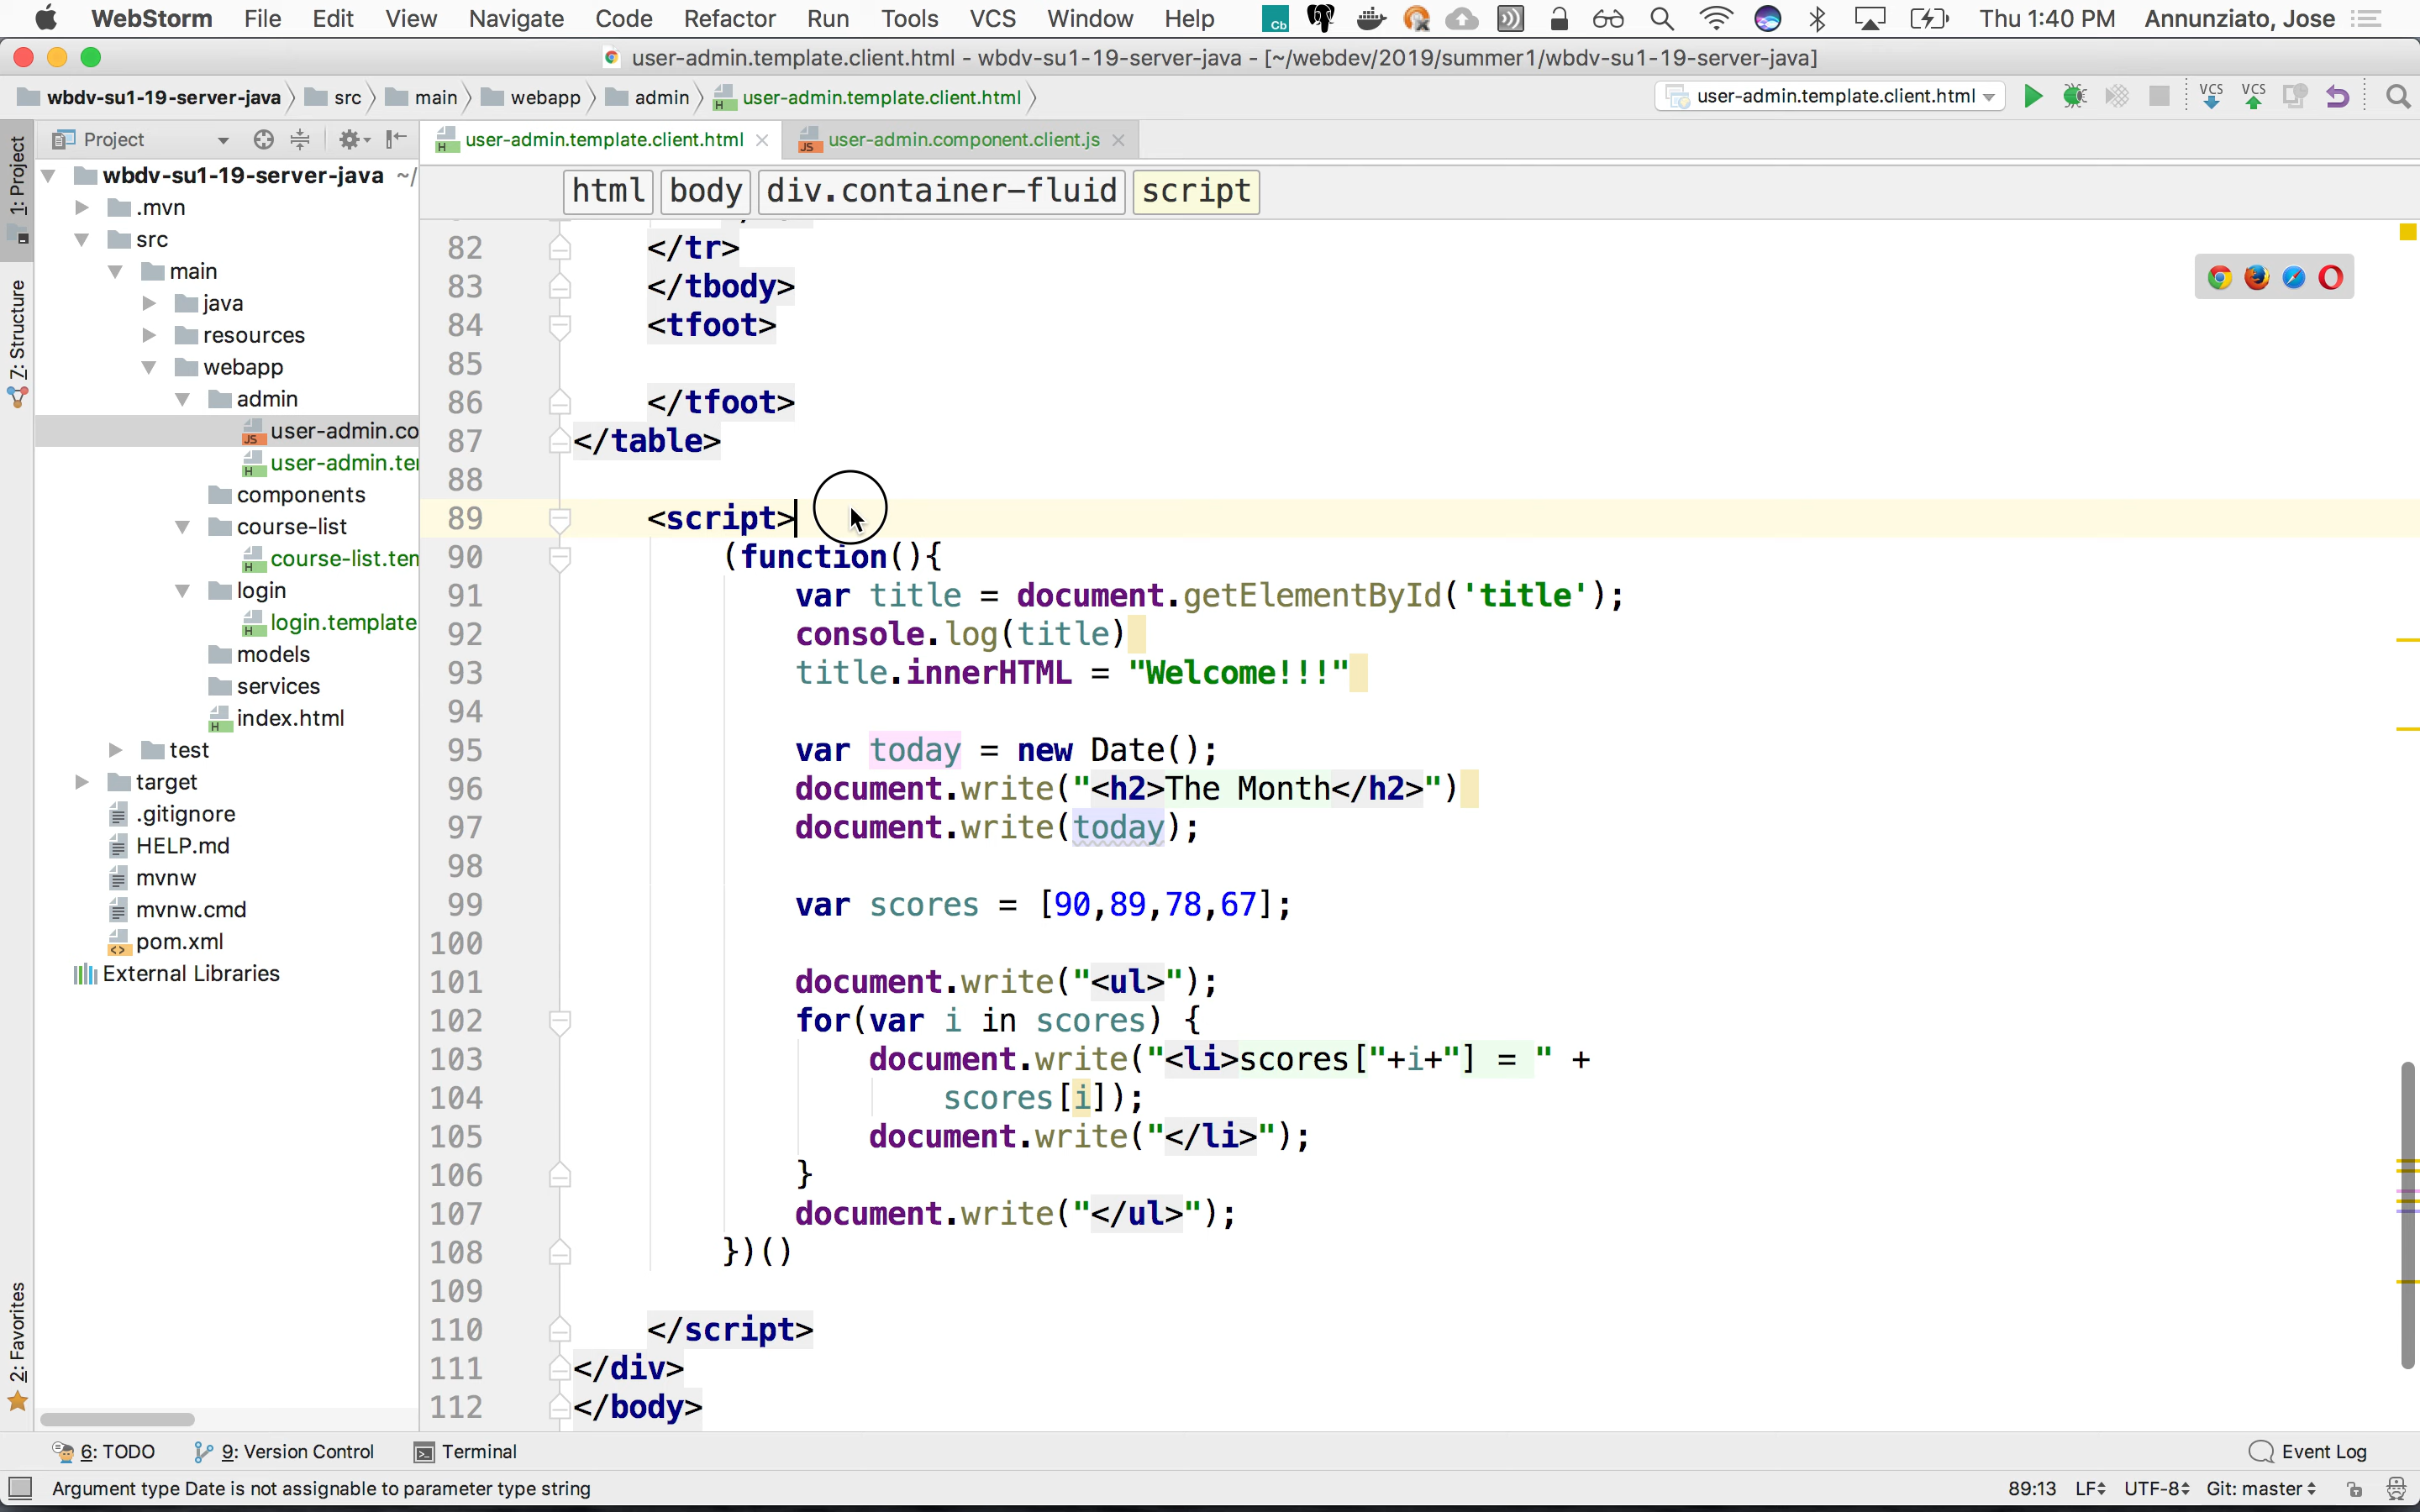 WebStorm File Edit View Navigate Code Refactor Run Tools VCS Window Help Cb Thu 1:40 PM Annunziato, Jose
user-admin.template.client.html - wbdv-su1-19-server-java - [~/webdev/2019/summer1/wbdv-su1-19-server-java]
wbdv-su1-19-server-java src main webapp admin user-admin.template.client.html user-admin.template.client.html VCS VCS
Project user-admin.template.client.html user-admin.component.client.js
html body div.container-fluid script
1: Project
7: Structure
2: Favorites
wbdv-su1-19-server-java ~/
.mvn
src
main
java
resources
webapp
admin
user-admin.co
user-admin.te
components
course-list
course-list.ten
login
login.template
models
services
index.html
test
target
.gitignore
HELP.md
mvnw
mvnw.cmd
pom.xml
External Libraries
82 </tr>
83 </tbody>
84 <tfoot>
85
86 </tfoot>
87 </table>
88
89 <script>
90 (function(){
91 var title = document.getElementById('title');
92 console.log(title)
93 title.innerHTML = "Welcome!!!"
94
95 var today = new Date();
96 document.write("<h2>The Month</h2>")
97 document.write(today);
98
99 var scores = [90,89,78,67];
100
101 document.write("<ul>");
102 for(var i in scores) {
103 document.write("<li>scores["+i+"] = " +
104 scores[i]);
105 document.write("</li>");
106 }
107 document.write("</ul>");
108 })()
109
110 </script>
111 </div>
112 </body>
6: TODO 9: Version Control Terminal Event Log
Argument type Date is not assignable to parameter type string 89:13 LF UTF-8 Git: master